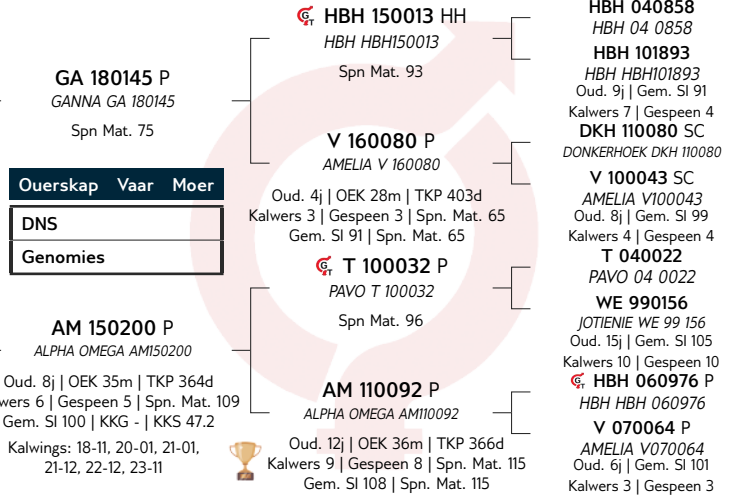 GA 180145 P
GANNA GA 180145
Spn Mat. 75
Ouerskap Vaar Moer
DNS
Genomies
AM 150200 P
ALPHA OMEGA AM150200
Oud. 8j | OEK 35m | TKP 364d
wers 6 | Gespeen 5 | Spn. Mat. 109
Gem. SI 100 | KKG - | KKS 47.2
Kalwings: 18-11, 20-01, 21-01,
21-12, 22-12, 23-11
HBH 150013 HH
HBH HBH150013
Spn Mat. 93
V 160080 P
AMELIA V 160080
Oud. 4j | OEK 28m | TKP 403d
Kalwers 3 | Gespeen 3 | Spn. Mat. 65
Gem. SI 91 | Spn. Mat. 65
T 100032 P
PAVO T 100032
Spn Mat. 96
AM 110092 P
ALPHA OMEGA AM110092
Oud. 12j | OEK 36m | TKP 366d
Kalwers 9 | Gespeen 8 | Spn. Mat. 115
Gem. SI 108 | Spn. Mat. 115
HBH 040858
HBH 04 0858
HBH 101893
HBH HBH101893
Oud. 9j | Gem. SI 91
Kalwers 7 | Gespeen 4
DKH 110080 SC
DONKERHOEK DKH 110080
V 100043 SC
AMELIA V100043
Oud. 8j | Gem. SI 99
Kalwers 4 | Gespeen 4
T 040022
PAVO 04 0022
WE 990156
JOTIENIE WE 99 156
Oud. 15j | Gem. SI 105
Kalwers 10 | Gespeen 10
HBH 060976 P
HBH HBH 060976
V 070064 P
AMELIA V070064
Oud. 6j | Gem. SI 101
Kalwers 3 | Gespeen 3